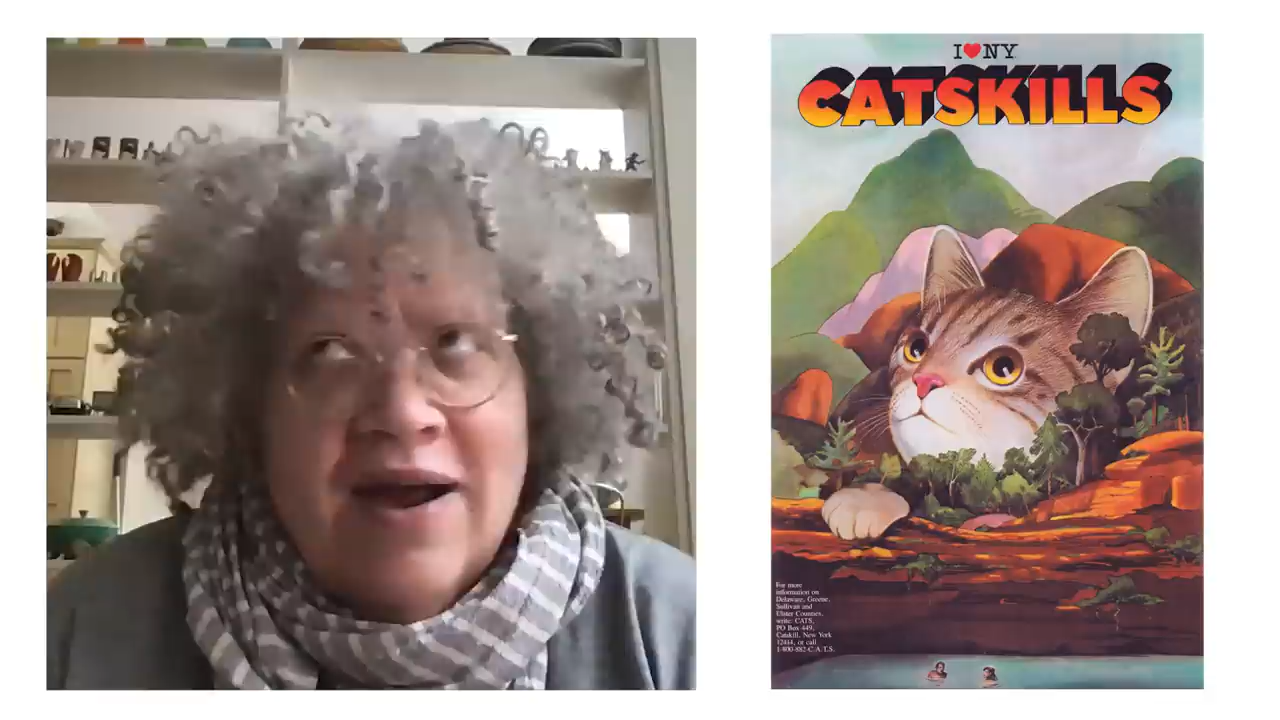 I❤NY
CATSKILLS
For more
information on
Delaware, Greene,
Sullivan and
Ulster Counties,
write: CATS,
PO Box 449,
Catskill, New York
12414, or call
1-800-882-C.A.T.S.